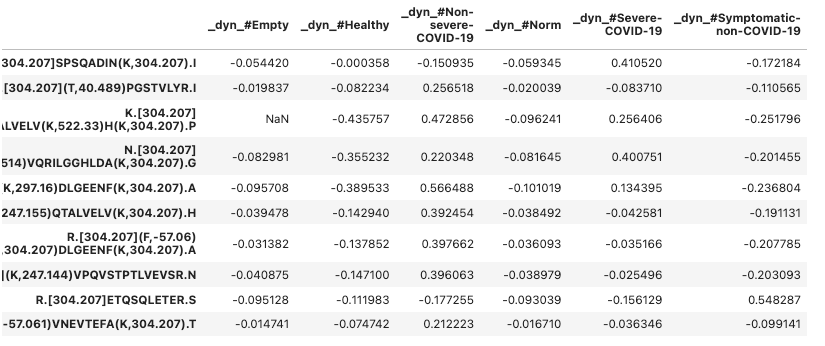 _dyn_#Empty _dyn_#Healthy _dyn_#Non-severe-COVID-19 _dyn_#Norm _dyn_#Severe-COVID-19 _dyn_#Symptomatic-non-COVID-19
304.207]SPSQADIN(K,304.207).I -0.054420 -0.000358 -0.150935 -0.059345 0.410520 -0.172184
[304.207](T,40.489)PGSTVLYR.I -0.019837 -0.082234 0.256518 -0.020039 -0.083710 -0.110565
K.[304.207]
ALVELV(K,522.33)H(K,304.207).P NaN -0.435757 0.472856 -0.096241 0.256406 -0.251796
N.[304.207]
514)VQRILGGHLDA(K,304.207).G -0.082981 -0.355232 0.220348 -0.081645 0.400751 -0.201455
K,297.16)DLGEENF(K,304.207).A -0.095708 -0.389533 0.566488 -0.101019 0.134395 -0.236804
247.155)QTALVELV(K,304.207).H -0.039478 -0.142940 0.392454 -0.038492 -0.042581 -0.191131
R.[304.207](F,-57.06)
,304.207)DLGEENF(K,304.207).A -0.031382 -0.137852 0.397662 -0.036093 -0.035166 -0.207785
](K,247.144)VPQVSTPTLVEVSR.N -0.040875 -0.147100 0.396063 -0.038979 -0.025496 -0.203093
R.[304.207]ETQSQLETER.S -0.095128 -0.111983 -0.177255 -0.093039 -0.156129 0.548287
-57.061)VNEVTEFA(K,304.207).T -0.014741 -0.074742 0.212223 -0.016710 -0.036346 -0.099141